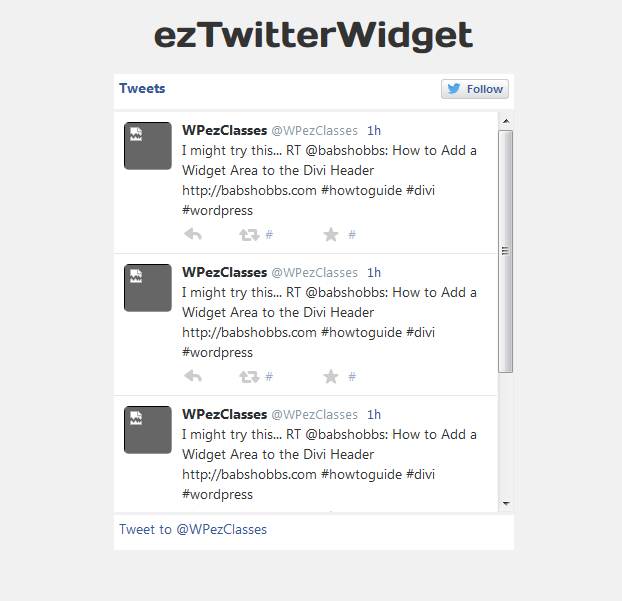 ezTwitterWidget
Tweets
Follow
WPezClasses @WPezClasses 1h
I might try this... RT @babshobbs: How to Add a
Widget Area to the Divi Header
http://babshobbs.com #howtoguide #divi
#wordpress
# #
WPezClasses @WPezClasses 1h
I might try this... RT @babshobbs: How to Add a
Widget Area to the Divi Header
http://babshobbs.com #howtoguide #divi
#wordpress
# #
WPezClasses @WPezClasses 1h
I might try this... RT @babshobbs: How to Add a
Widget Area to the Divi Header
http://babshobbs.com #howtoguide #divi
#wordpress
Tweet to @WPezClasses